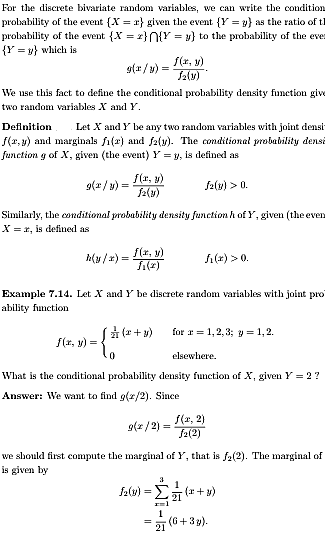 For the discrete bivariate random variables, we can write the condition
probability of the event {X = x} given the event {Y = y} as the ratio of t
probability of the event {X = x} ⋂ {Y = y} to the probability of the eve
{Y = y} which is
g(x / y) = f(x, y) / f₂(y) .
We use this fact to define the conditional probability density function give
two random variables X and Y.
Definition . Let X and Y be any two random variables with joint densi
f(x, y) and marginals f₁(x) and f₂(y). The conditional probability densi
function g of X, given (the event) Y = y, is defined as
g(x / y) = f(x, y) / f₂(y)   f₂(y) > 0.
Similarly, the conditional probability density function h of Y, given (the even
X = x, is defined as
h(y / x) = f(x, y) / f₁(x)   f₁(x) > 0.
Example 7.14. Let X and Y be discrete random variables with joint pro
ability function
f(x, y) = { 1/21 (x + y)   for x = 1, 2, 3; y = 1, 2.
0   elsewhere.
What is the conditional probability density function of X, given Y = 2 ?
Answer: We want to find g(x/2). Since
g(x / 2) = f(x, 2) / f₂(2)
we should first compute the marginal of Y, that is f₂(2). The marginal of
is given by
f₂(y) = ∑_{x=1}^{3} 1/21 (x + y)
= 1/21 (6 + 3 y).